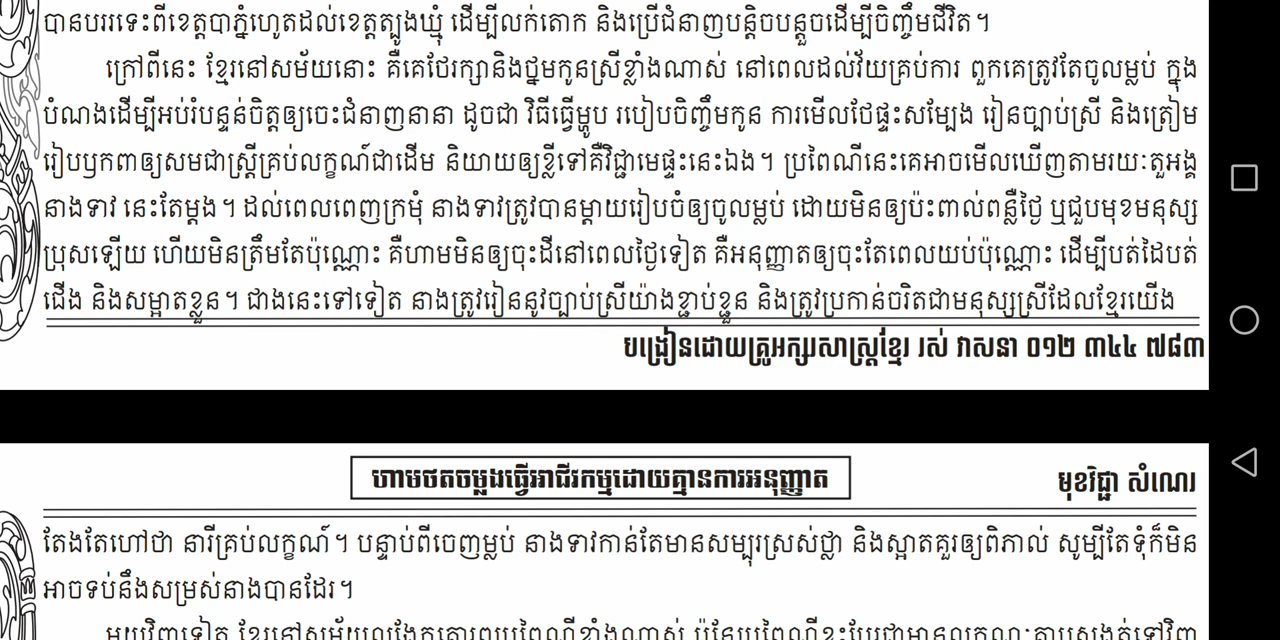 បានបររទេះពីខេត្តបាភ្នំហូតដល់ខេត្តត្បូងឃ្មុំ ដើម្បីលក់តោក និងប្រើជំនាញបន្តិចបន្តួចដើម្បីចិញ្ចឹមជីវិត។
ក្រៅពីនេះ ខ្មែរនៅសម័យនោះ គឺគេថែរក្សានិងថ្នមកូនស្រីខ្លាំងណាស់ នៅពេលដល់វ័យគ្រប់ការ ពួកគេត្រូវតែចូលម្លប់ ក្នុង
បំណងដើម្បីអប់រំបន្ទន់ចិត្តឲ្យចេះជំនាញនានា ដូចជា វិធីធ្វើម្ហូប របៀបចិញ្ចឹមកូន ការមើលថែផ្ទះសម្បែង រៀនច្បាប់ស្រី និងត្រៀម
រៀបឫកពាឲ្យសមជាស្ត្រីគ្រប់លក្ខណ៍ជាដើម និយាយឲ្យខ្លីទៅគឺវិជ្ជាមេផ្ទះនេះឯង។ ប្រពៃណីនេះគេអាចមើលឃើញតាមរយៈតួអង្គ
នាងទាវ នេះតែម្តង។ ដល់ពេលពេញក្រមុំ នាងទាវត្រូវបានម្តាយរៀបចំឲ្យចូលម្លប់ ដោយមិនឲ្យប៉ះពាល់ពន្លឺថ្ងៃ ឬជួបមុខមនុស្ស
ប្រុសឡើយ ហើយមិនត្រឹមតែប៉ុណ្ណោះ គឺហាមមិនឲ្យចុះដីនៅពេលថ្ងៃទៀត គឺអនុញ្ញាតឲ្យចុះតែពេលយប់ប៉ុណ្ណោះ ដើម្បីបត់ដៃបត់
ជើង និងសម្អាតខ្លួន។ ជាងនេះទៅទៀត នាងត្រូវរៀននូវច្បាប់ស្រីយ៉ាងខ្ជាប់ខ្ជួន និងត្រូវប្រកាន់ចរិតជាមនុស្សស្រីដែលខ្មែរយើង
បង្រៀនដោយគ្រូអក្សរសាស្ត្រខ្មែរ រស់ វាសនា ០១២ ៣៤៤ ៧៨៣
ហាមថតចម្លងធ្វើអាជីវកម្មដោយគ្មានការអនុញ្ញាត
មុខវិជ្ជា សំណេរ
តែងតែហៅថា នារីគ្រប់លក្ខណ៍។ បន្ទាប់ពីចេញម្លប់ នាងទាវកាន់តែមានសម្បុរស្រស់ថ្លា និងស្អាតគួរឲ្យពិភាល់ សូម្បីតែទុំក៏មិន
អាចទប់នឹងសម្រស់នាងបានដែរ។